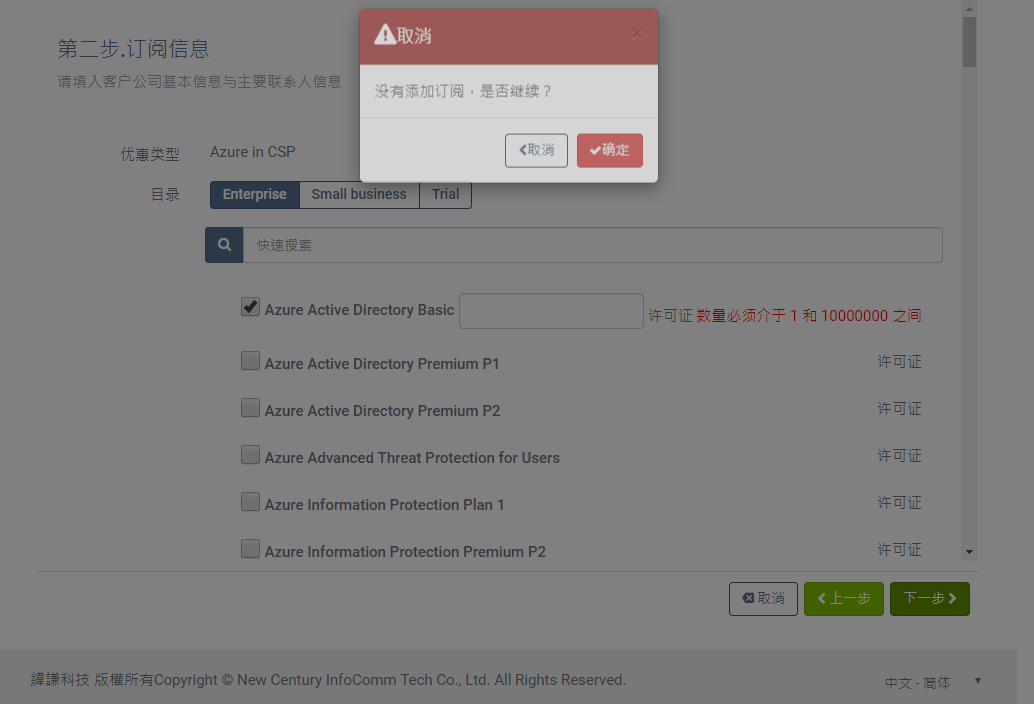 取消
×
没有添加订阅，是否继续？
取消
确定
第二步.订阅信息
请填入客户公司基本信息与主要联系人信息
优惠类型 Azure in CSP
目录 Enterprise Small business Trial
快速搜索
Azure Active Directory Basic 许可证 数量必须介于 1 和 10000000 之间
Azure Active Directory Premium P1 许可证
Azure Active Directory Premium P2 许可证
Azure Advanced Threat Protection for Users 许可证
Azure Information Protection Plan 1 许可证
Azure Information Protection Premium P2 许可证
取消 上一步 下一步
緯謙科技 版權所有Copyright © New Century InfoComm Tech Co., Ltd. All Rights Reserved.
中文 - 简体